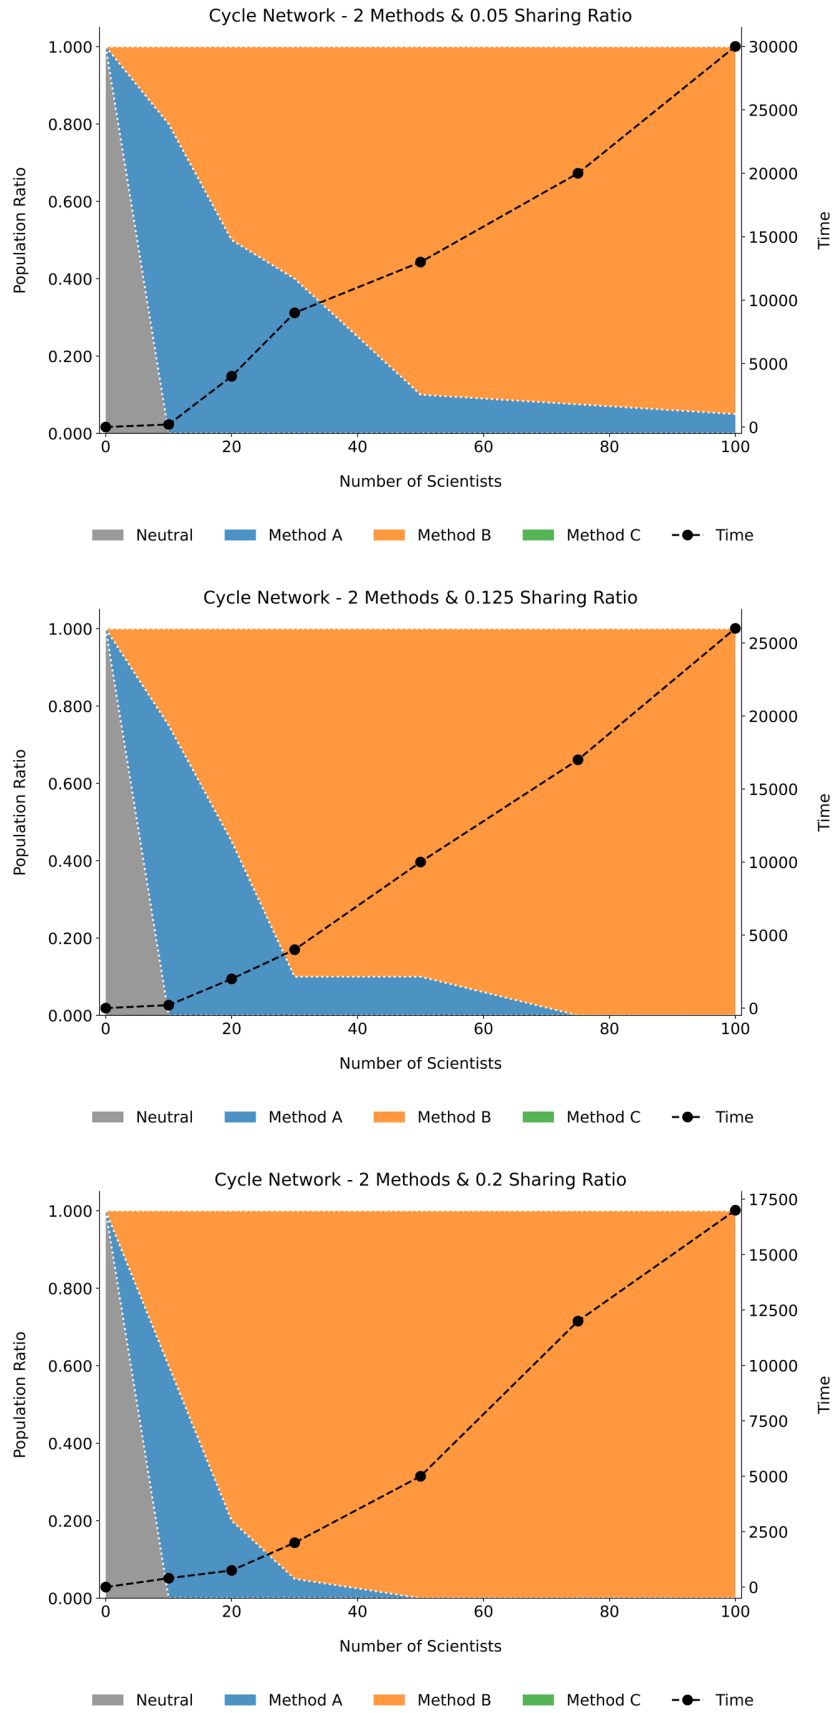 Cycle Network - 2 Methods & 0.05 Sharing Ratio
1.000
0.800
0.600
0.400
0.200
0.000
Population Ratio
30000
25000
20000
15000
10000
5000
0
Time
0 20 40 60 80 100
Number of Scientists
Neutral Method A Method B Method C Time
Cycle Network - 2 Methods & 0.125 Sharing Ratio
1.000
0.800
0.600
0.400
0.200
0.000
Population Ratio
25000
20000
15000
10000
5000
0
Time
0 20 40 60 80 100
Number of Scientists
Neutral Method A Method B Method C Time
Cycle Network - 2 Methods & 0.2 Sharing Ratio
1.000
0.800
0.600
0.400
0.200
0.000
Population Ratio
17500
15000
12500
10000
7500
5000
2500
0
Time
0 20 40 60 80 100
Number of Scientists
Neutral Method A Method B Method C Time